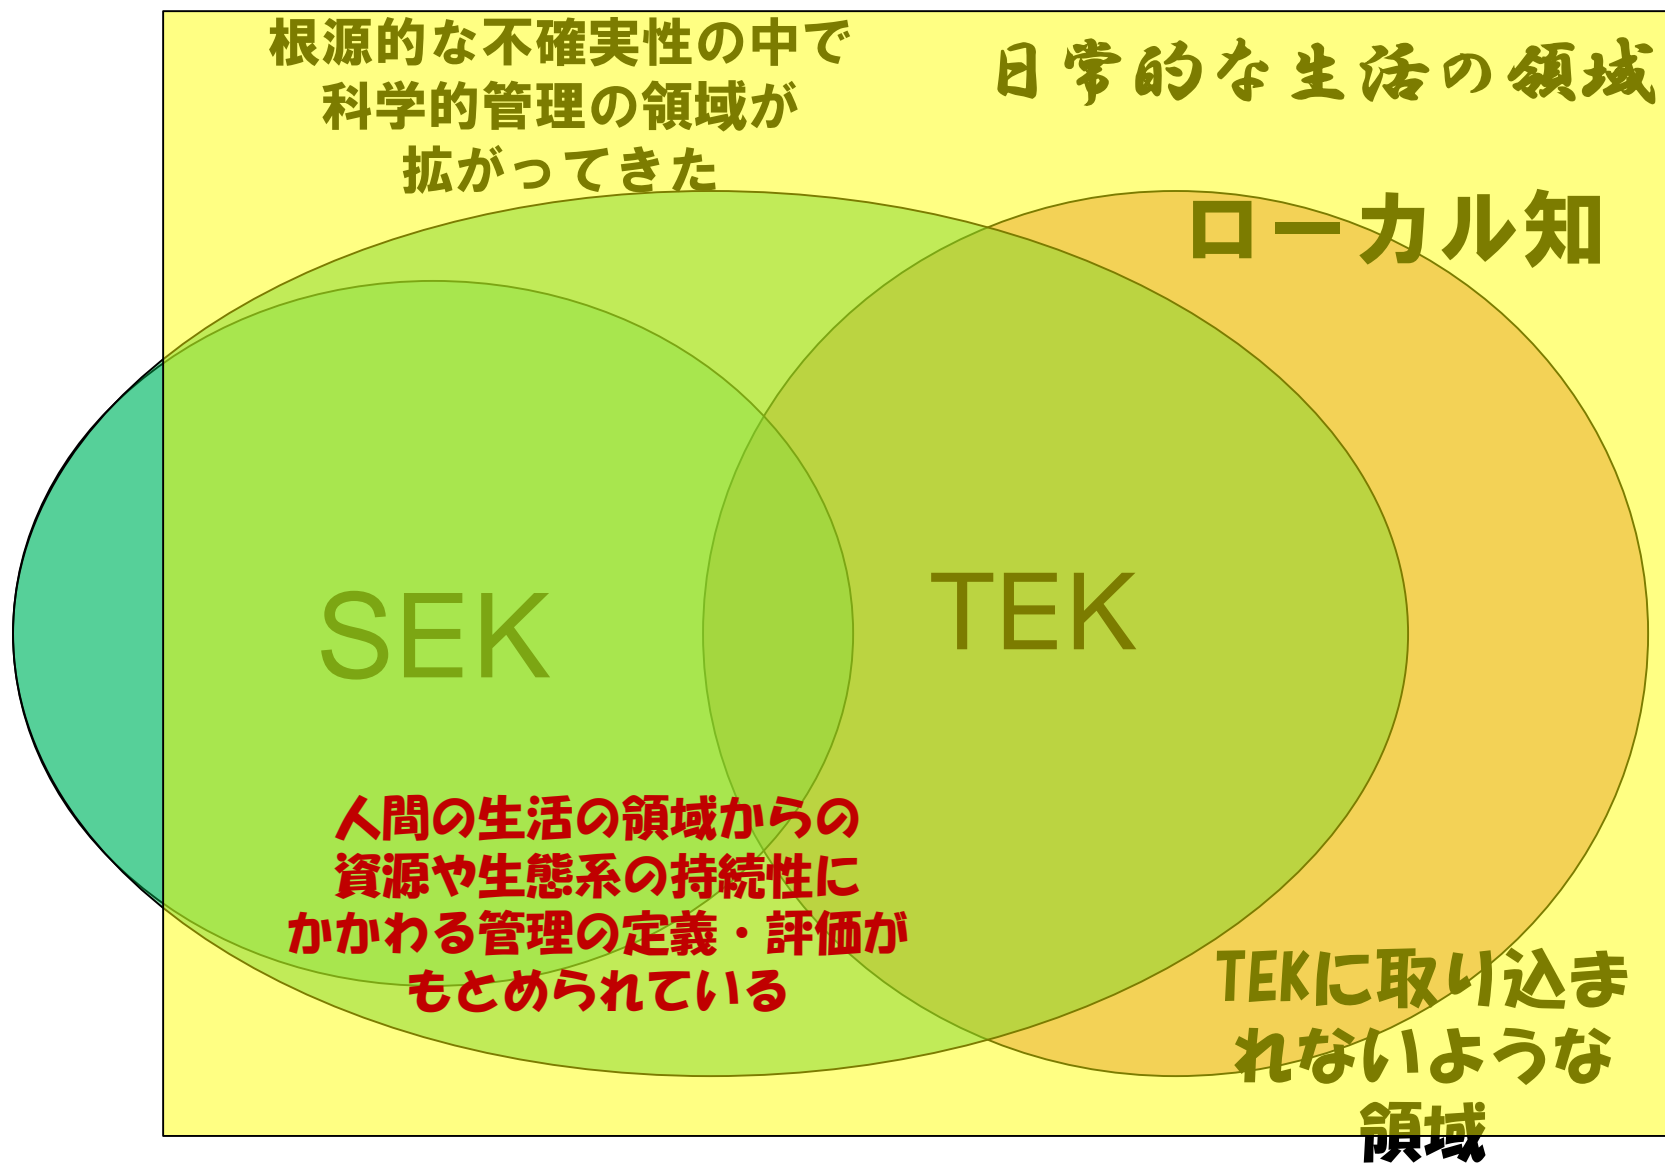 根源的な不確実性の中で
科学的管理の領域が
拡がってきた
日常的な生活の領域
ローカル知
SEK
TEK
人間の生活の領域からの
資源や生態系の持続性に
かかわる管理の定義・評価が
もとめられている
TEKに取り込ま
れないような
領域